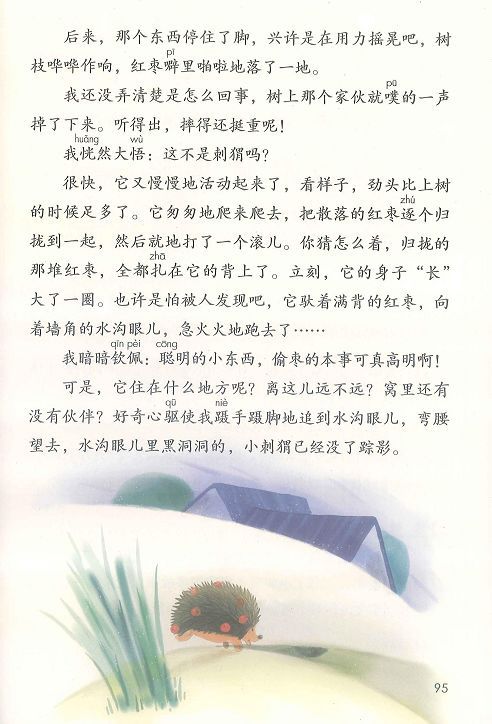 后来，那个东西停住了脚，兴许是在用力摇晃吧，树
pī
枝哗哗作响，红枣噼里啪啦地落了一地。
pū
我还没弄清楚是怎么回事，树上那个家伙就噗的一声
掉了下来。听得出，摔得还挺重呢！
huǎng wù
我恍然大悟：这不是刺猬吗？
很快，它又慢慢地活动起来了，看样子，劲头比上树
zhú
的时候足多了。它匆匆地爬来爬去，把散落的红枣逐个归
拢到一起，然后就地打了一个滚儿。你猜怎么着，归拢的
zhā
那堆红枣，全都扎在它的背上了。立刻，它的身子“长”
大了一圈。也许是怕被人发现吧，它驮着满背的红枣，向
着墙角的水沟眼儿，急火火地跑去了……
qīn pèi cōng
我暗暗钦佩：聪明的小东西，偷枣的本事可真高明啊！
可是，它住在什么地方呢？离这儿远不远？窝里还有
qū niè
没有伙伴？好奇心驱使我蹑手蹑脚地追到水沟眼儿，弯腰
望去，水沟眼儿里黑洞洞的，小刺猬已经没了踪影。
95